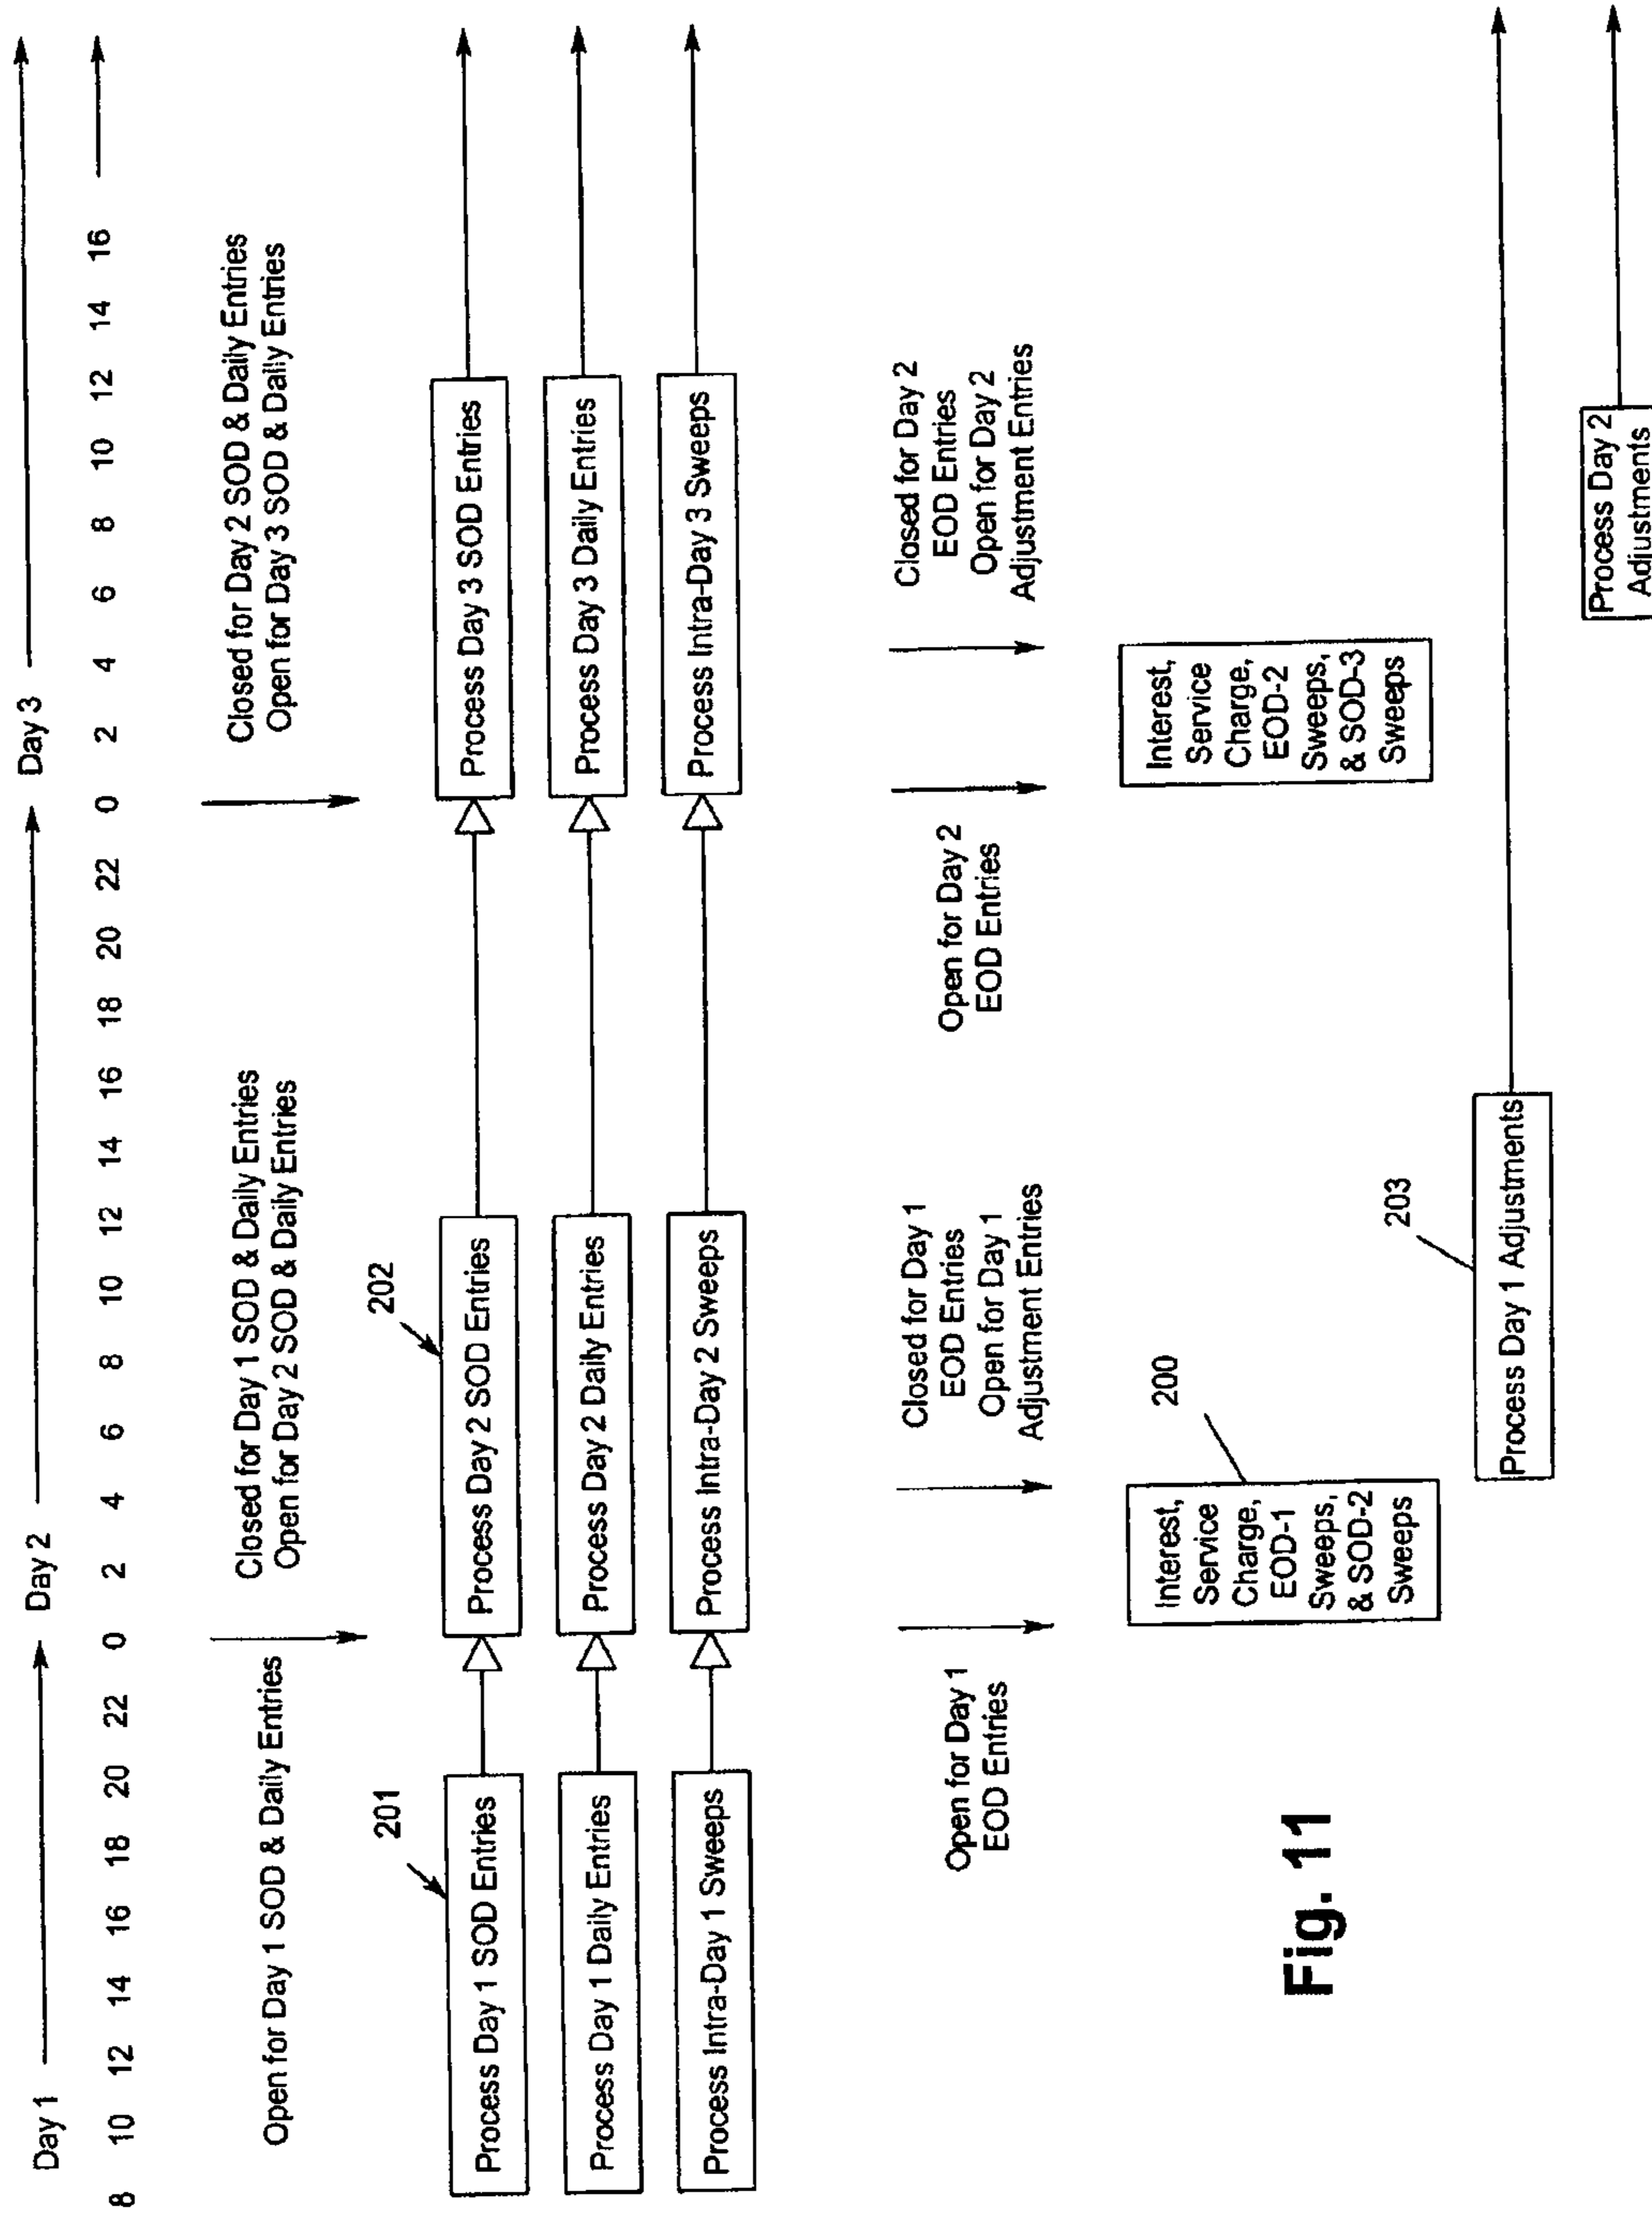 Day 1 Day 2 Day 3
8 10 12 14 16 18 20 22 0 2 4 6 8 10 12 14 16 18 20 22 0 2 4 6 8 10 12 14 16
Open for Day 1 SOD & Daily Entries
Closed for Day 1 SOD & Daily Entries
Open for Day 2 SOD & Daily Entries
Closed for Day 2 SOD & Daily Entries
Open for Day 3 SOD & Daily Entries
201
202
Process Day 1 SOD Entries
Process Day 2 SOD Entries
Process Day 3 SOD Entries
Process Day 1 Daily Entries
Process Day 2 Daily Entries
Process Day 3 Daily Entries
Process Intra-Day 1 Sweeps
Process Intra-Day 2 Sweeps
Process Intra-Day 3 Sweeps
Open for Day 1
EOD Entries
Closed for Day 1
EOD Entries
Open for Day 1
Adjustment Entries
Open for Day 2
EOD Entries
Closed for Day 2
EOD Entries
Open for Day 2
Adjustment Entries
200
Interest,
Service
Charge,
EOD-1
Sweeps,
& SOD-2
Sweeps
Interest,
Service
Charge,
EOD-2
Sweeps,
& SOD-3
Sweeps
203
Process Day 1 Adjustments
Process Day 2
Adjustments
Fig. 11